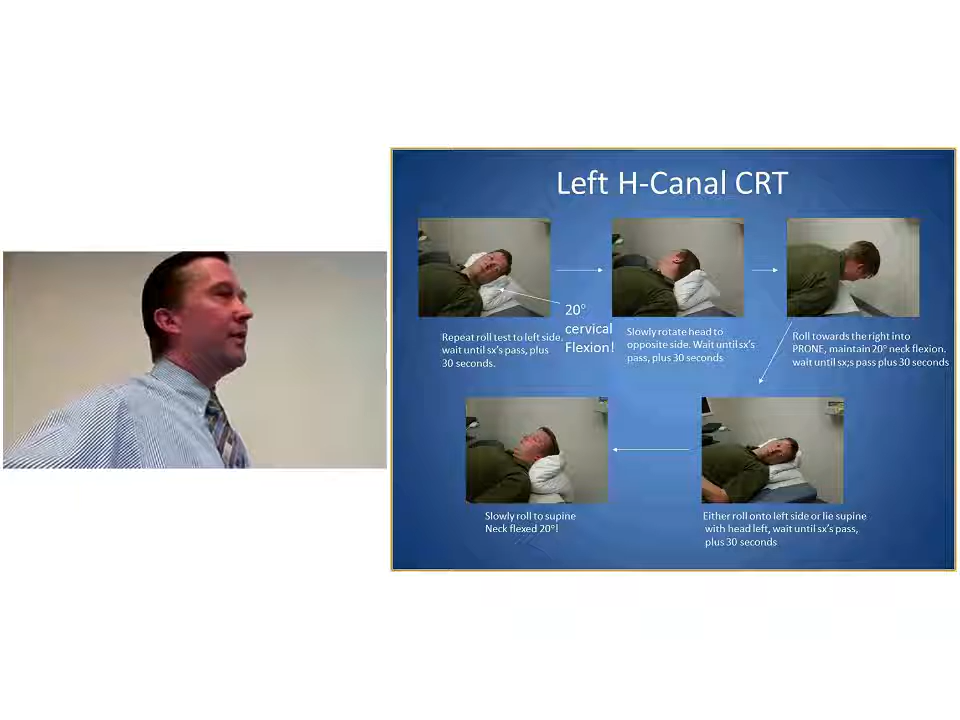 Left H-Canal CRT
20°
cervical
Flexion!
Repeat roll test to left side,
wait until sx's pass, plus
30 seconds.
Slowly rotate head to
opposite side. Wait until sx's
pass, plus 30 seconds
Roll towards the right into
PRONE, maintain 20° neck flexion.
wait until sx;s pass plus 30 seconds
Slowly roll to supine
Neck flexed 20°!
Either roll onto left side or lie supine
with head left, wait until sx's pass,
plus 30 seconds